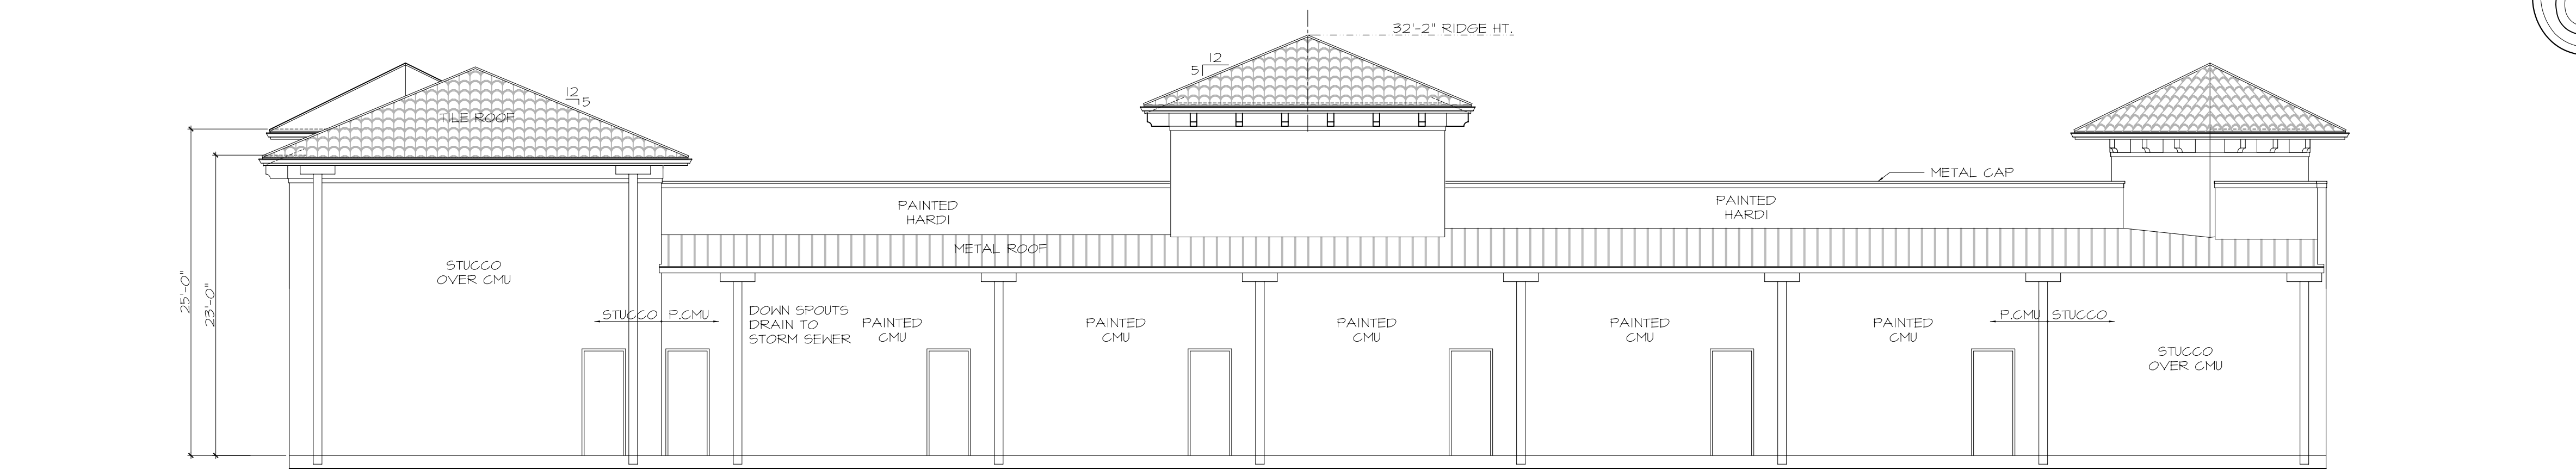 32'-2" RIDGE HT.
12
5
12
5
TILE ROOF
25'-0"
23'-0"
METAL CAP
PAINTED
HARDI
PAINTED
HARDI
METAL ROOF
STUCCO
OVER CMU
STUCCO
P.CMU
DOWN SPOUTS
DRAIN TO
STORM SEWER
PAINTED
CMU
PAINTED
CMU
PAINTED
CMU
PAINTED
CMU
PAINTED
CMU
P.CMU
STUCCO
STUCCO
OVER CMU